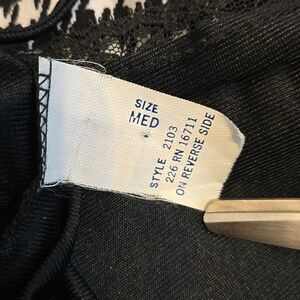 SIZE
MED
STYLE 2103
226 RN 16711
ON REVERSE SIDE